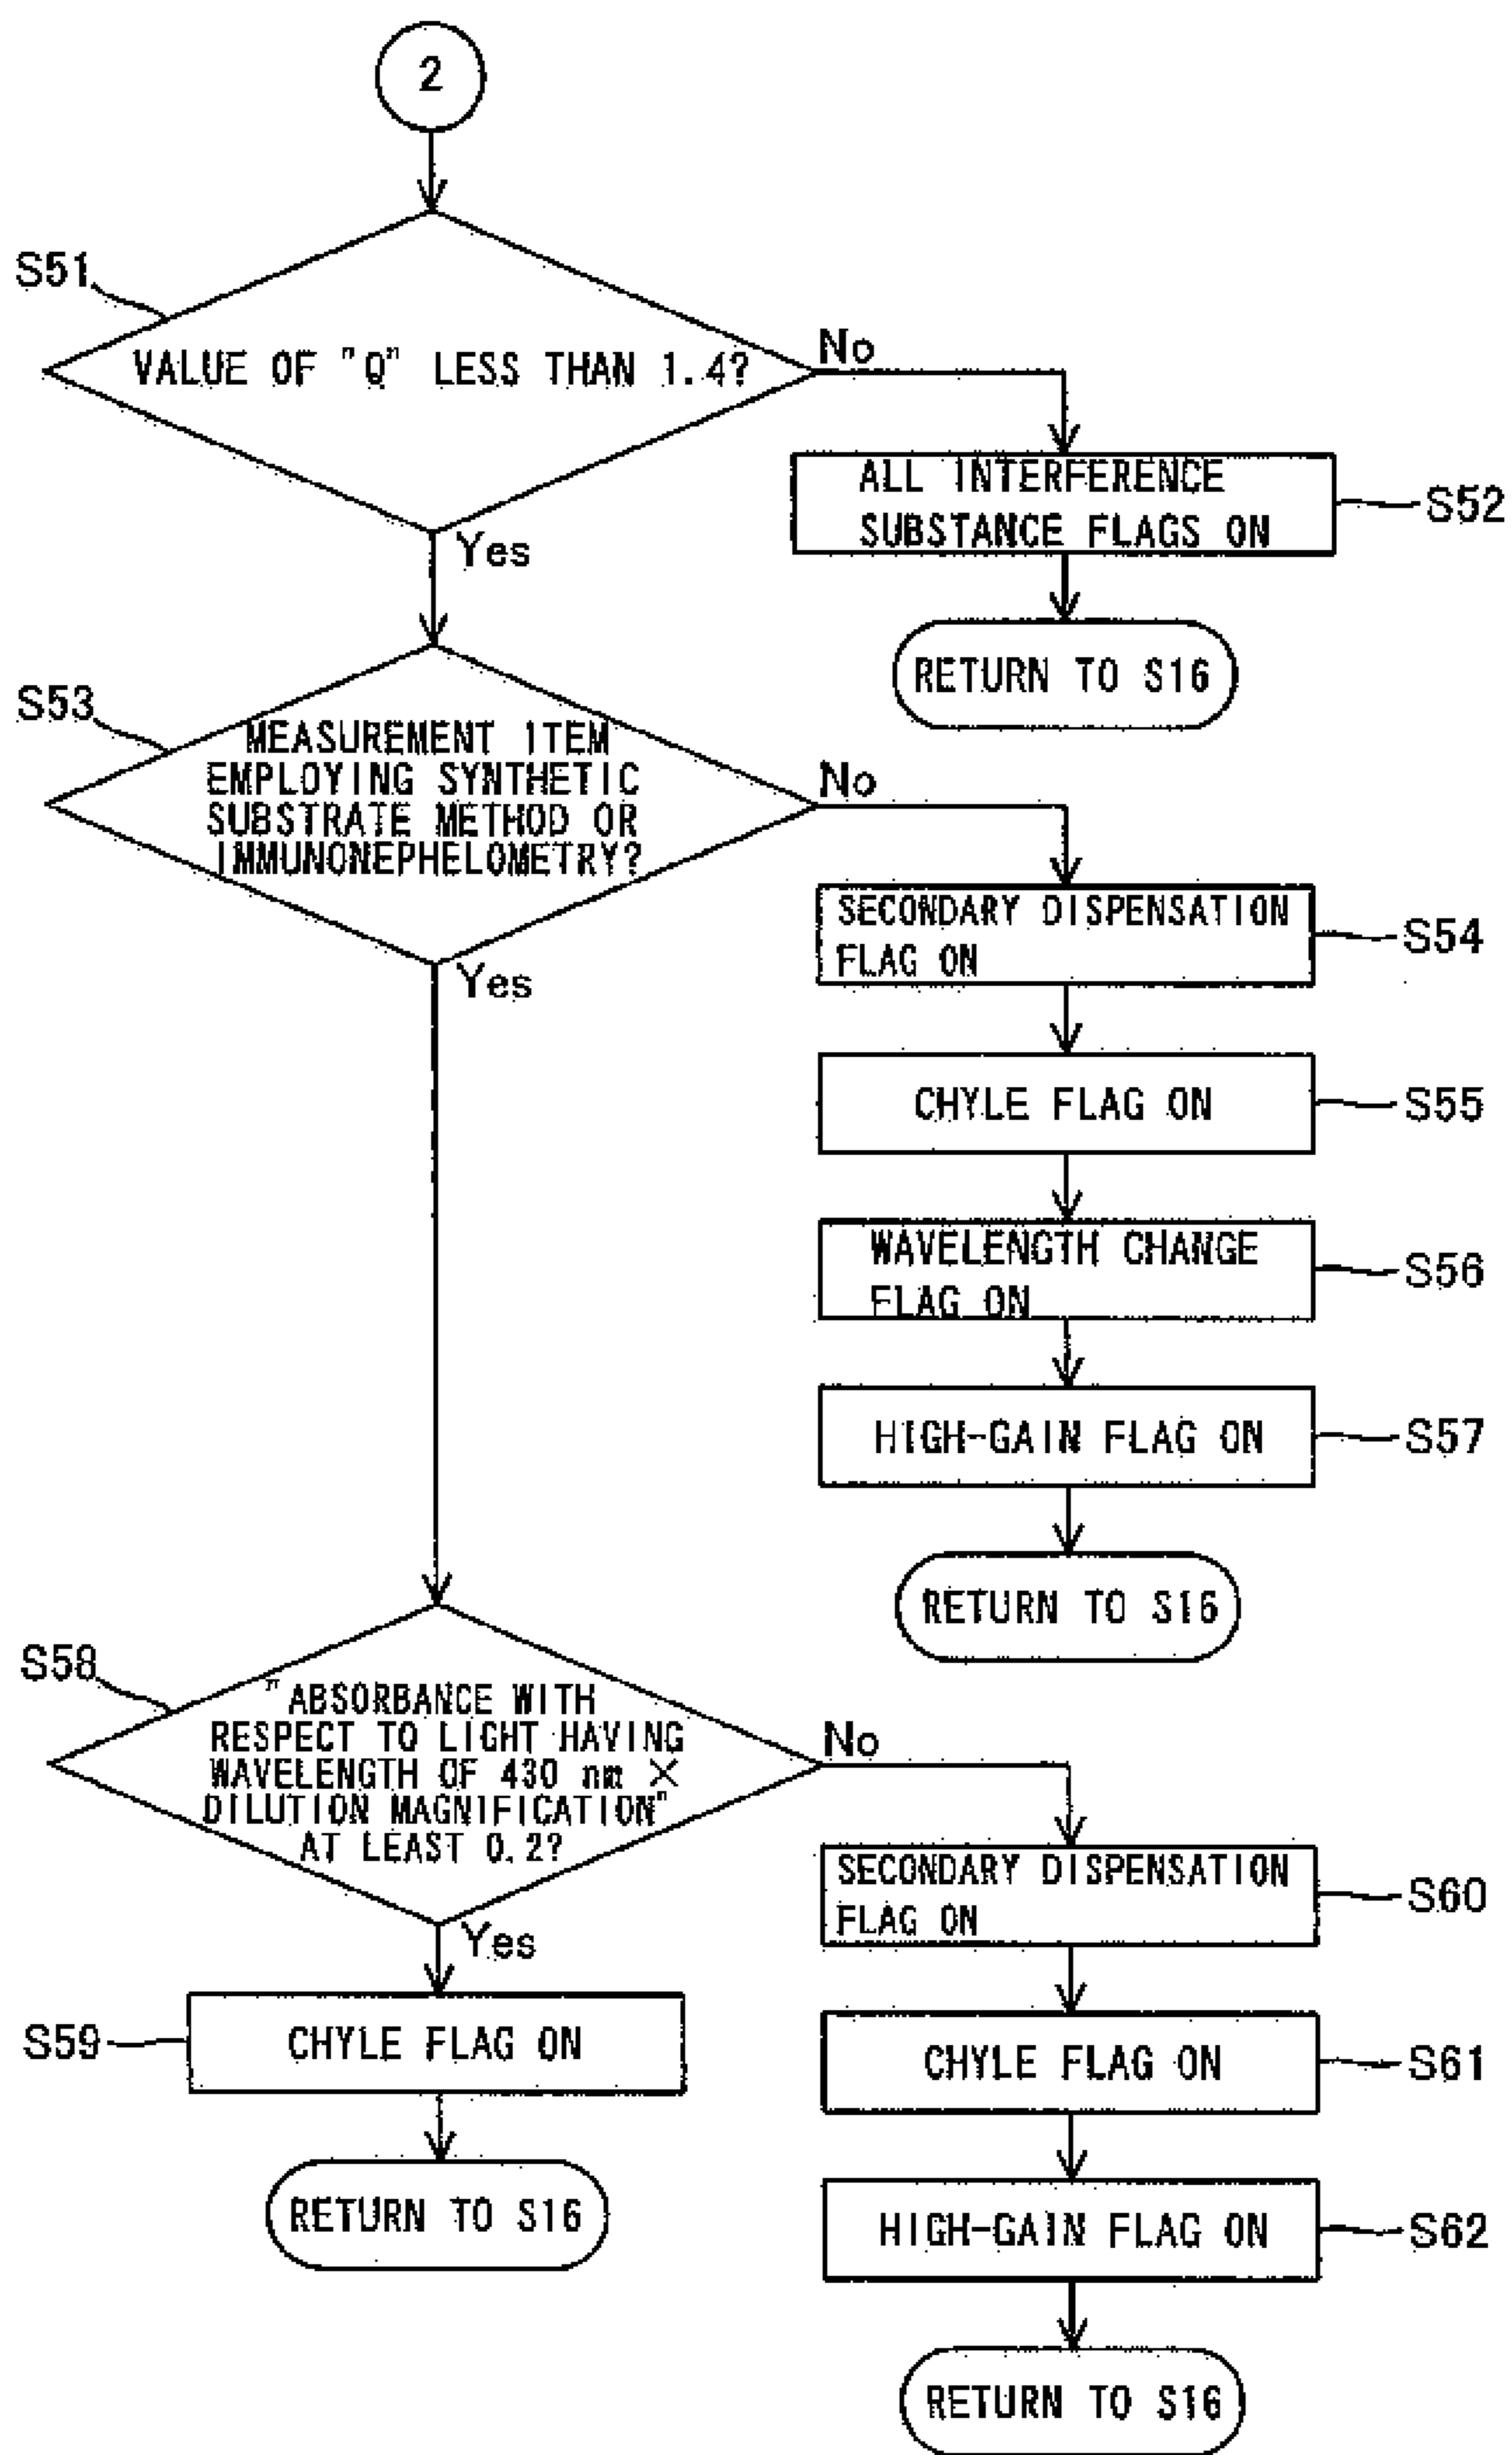 2
S51
VALUE OF "Q" LESS THAN 1.4?
No
Yes
ALL INTERFERENCE
SUBSTANCE FLAGS ON
S52
RETURN TO S16
S53
MEASUREMENT ITEM
EMPLOYING SYNTHETIC
SUBSTRATE METHOD OR
IMMUNONEPHELOMETRY?
No
Yes
SECONDARY DISPENSATION
FLAG ON
S54
CHYLE FLAG ON
S55
WAVELENGTH CHANGE
FLAG ON
S56
HIGH-GAIN FLAG ON
S57
RETURN TO S16
S58
"ABSORBANCE WITH
RESPECT TO LIGHT HAVING
WAVELENGTH OF 430 nm ×
DILUTION MAGNIFICATION"
AT LEAST 0.2?
No
Yes
S59
CHYLE FLAG ON
RETURN TO S16
SECONDARY DISPENSATION
FLAG ON
S60
CHYLE FLAG ON
S61
HIGH-GAIN FLAG ON
S62
RETURN TO S16